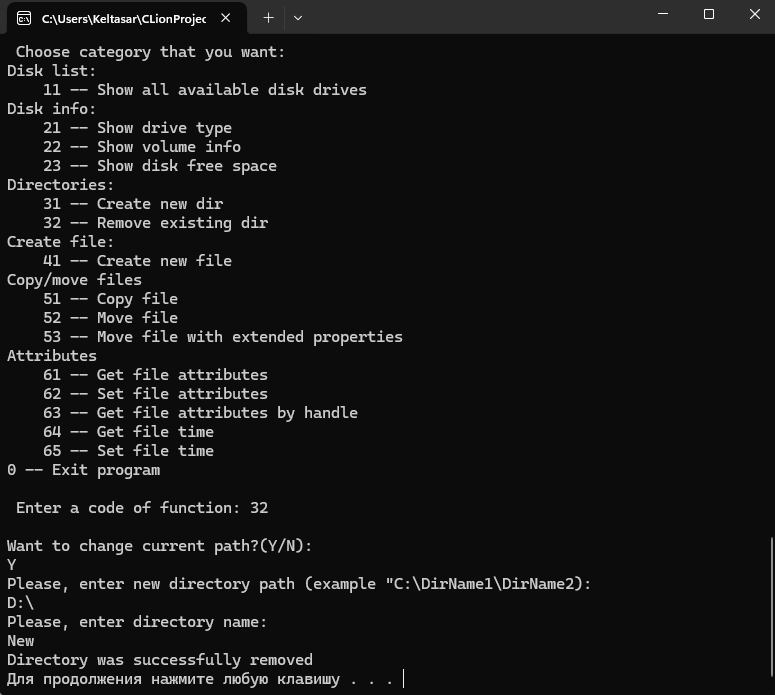 C:\Users\Keltasar\CLionProjec
Choose category that you want:
Disk list:
11 -- Show all available disk drives
Disk info:
21 -- Show drive type
22 -- Show volume info
23 -- Show disk free space
Directories:
31 -- Create new dir
32 -- Remove existing dir
Create file:
41 -- Create new file
Copy/move files
51 -- Copy file
52 -- Move file
53 -- Move file with extended properties
Attributes
61 -- Get file attributes
62 -- Set file attributes
63 -- Get file attributes by handle
64 -- Get file time
65 -- Set file time
0 -- Exit program
Enter a code of function: 32
Want to change current path?(Y/N):
Y
Please, enter new directory path (example "C:\DirName1\DirName2):
D:\
Please, enter directory name:
New
Directory was successfully removed
Для продолжения нажмите любую клавишу . . .